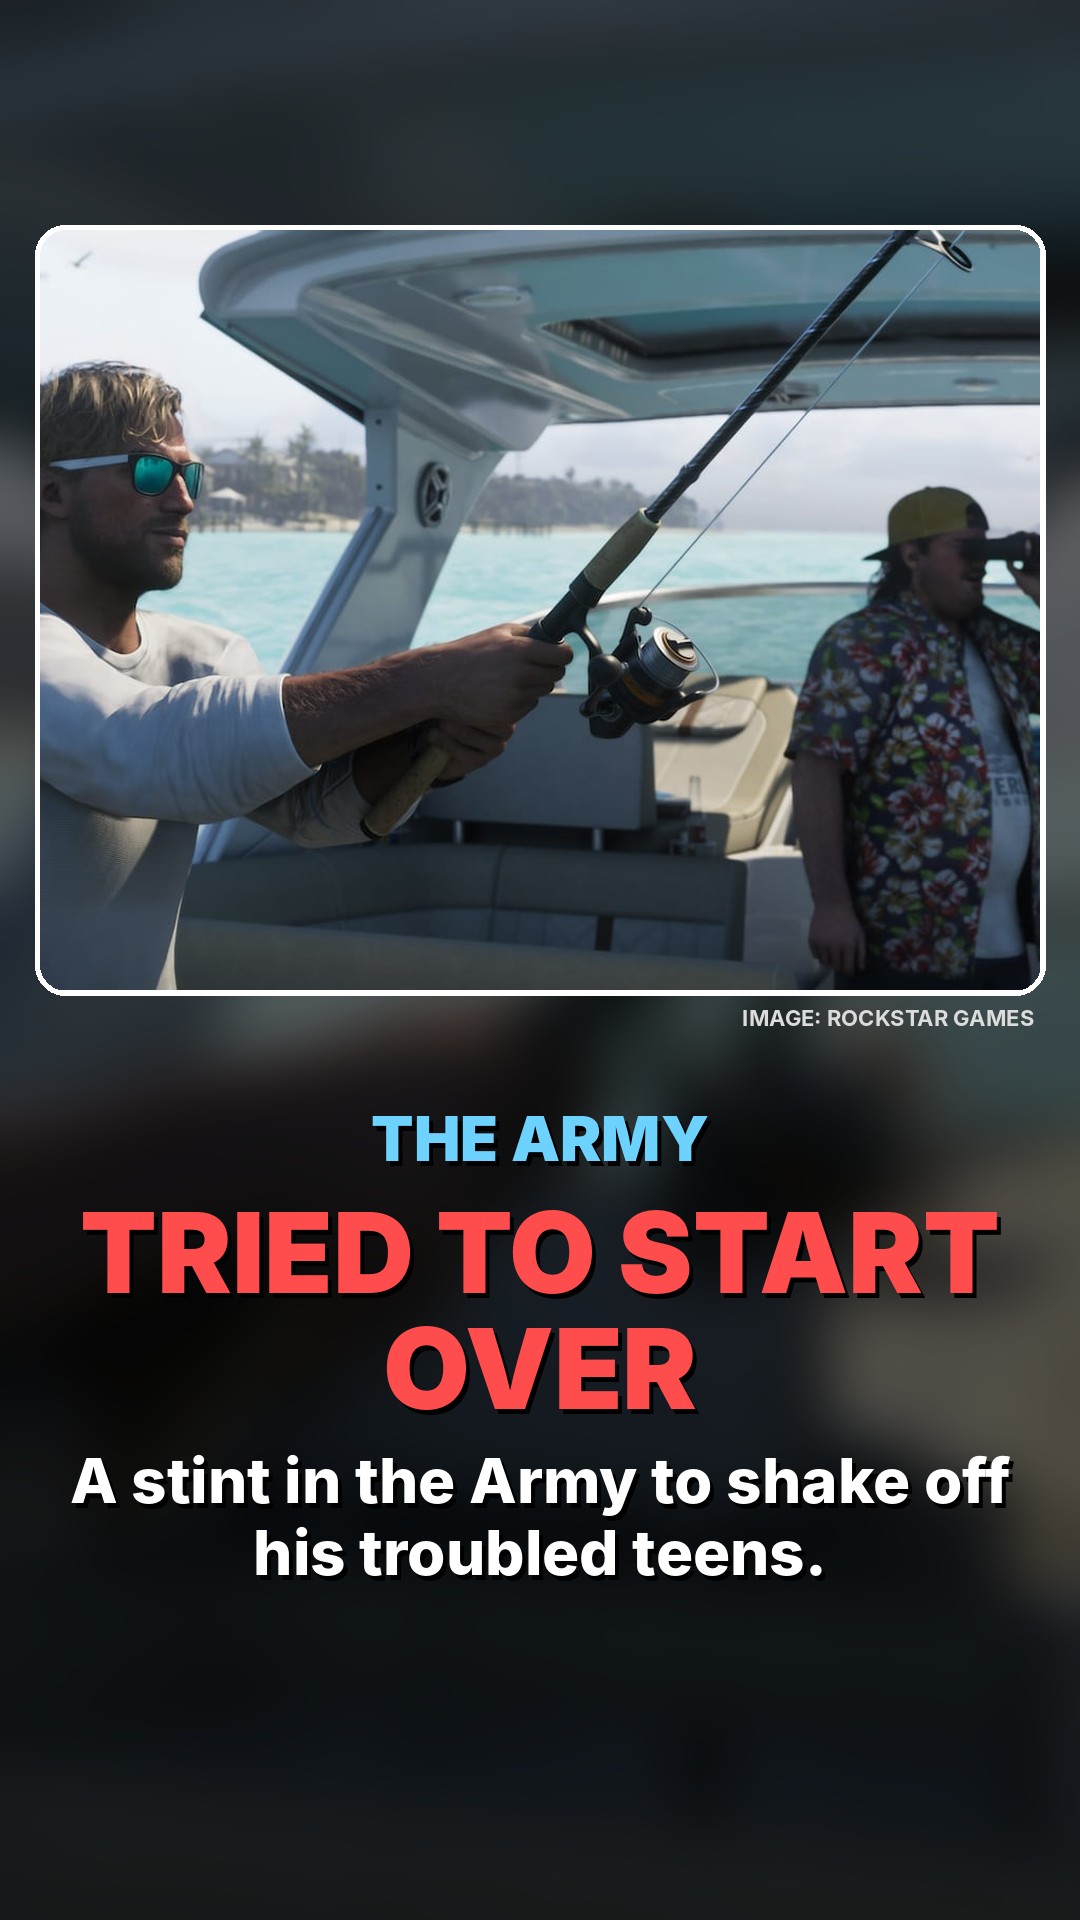 IMAGE: ROCKSTAR GAMES
THE ARMY
TRIED TO START
OVER
A stint in the Army to shake off
his troubled teens.